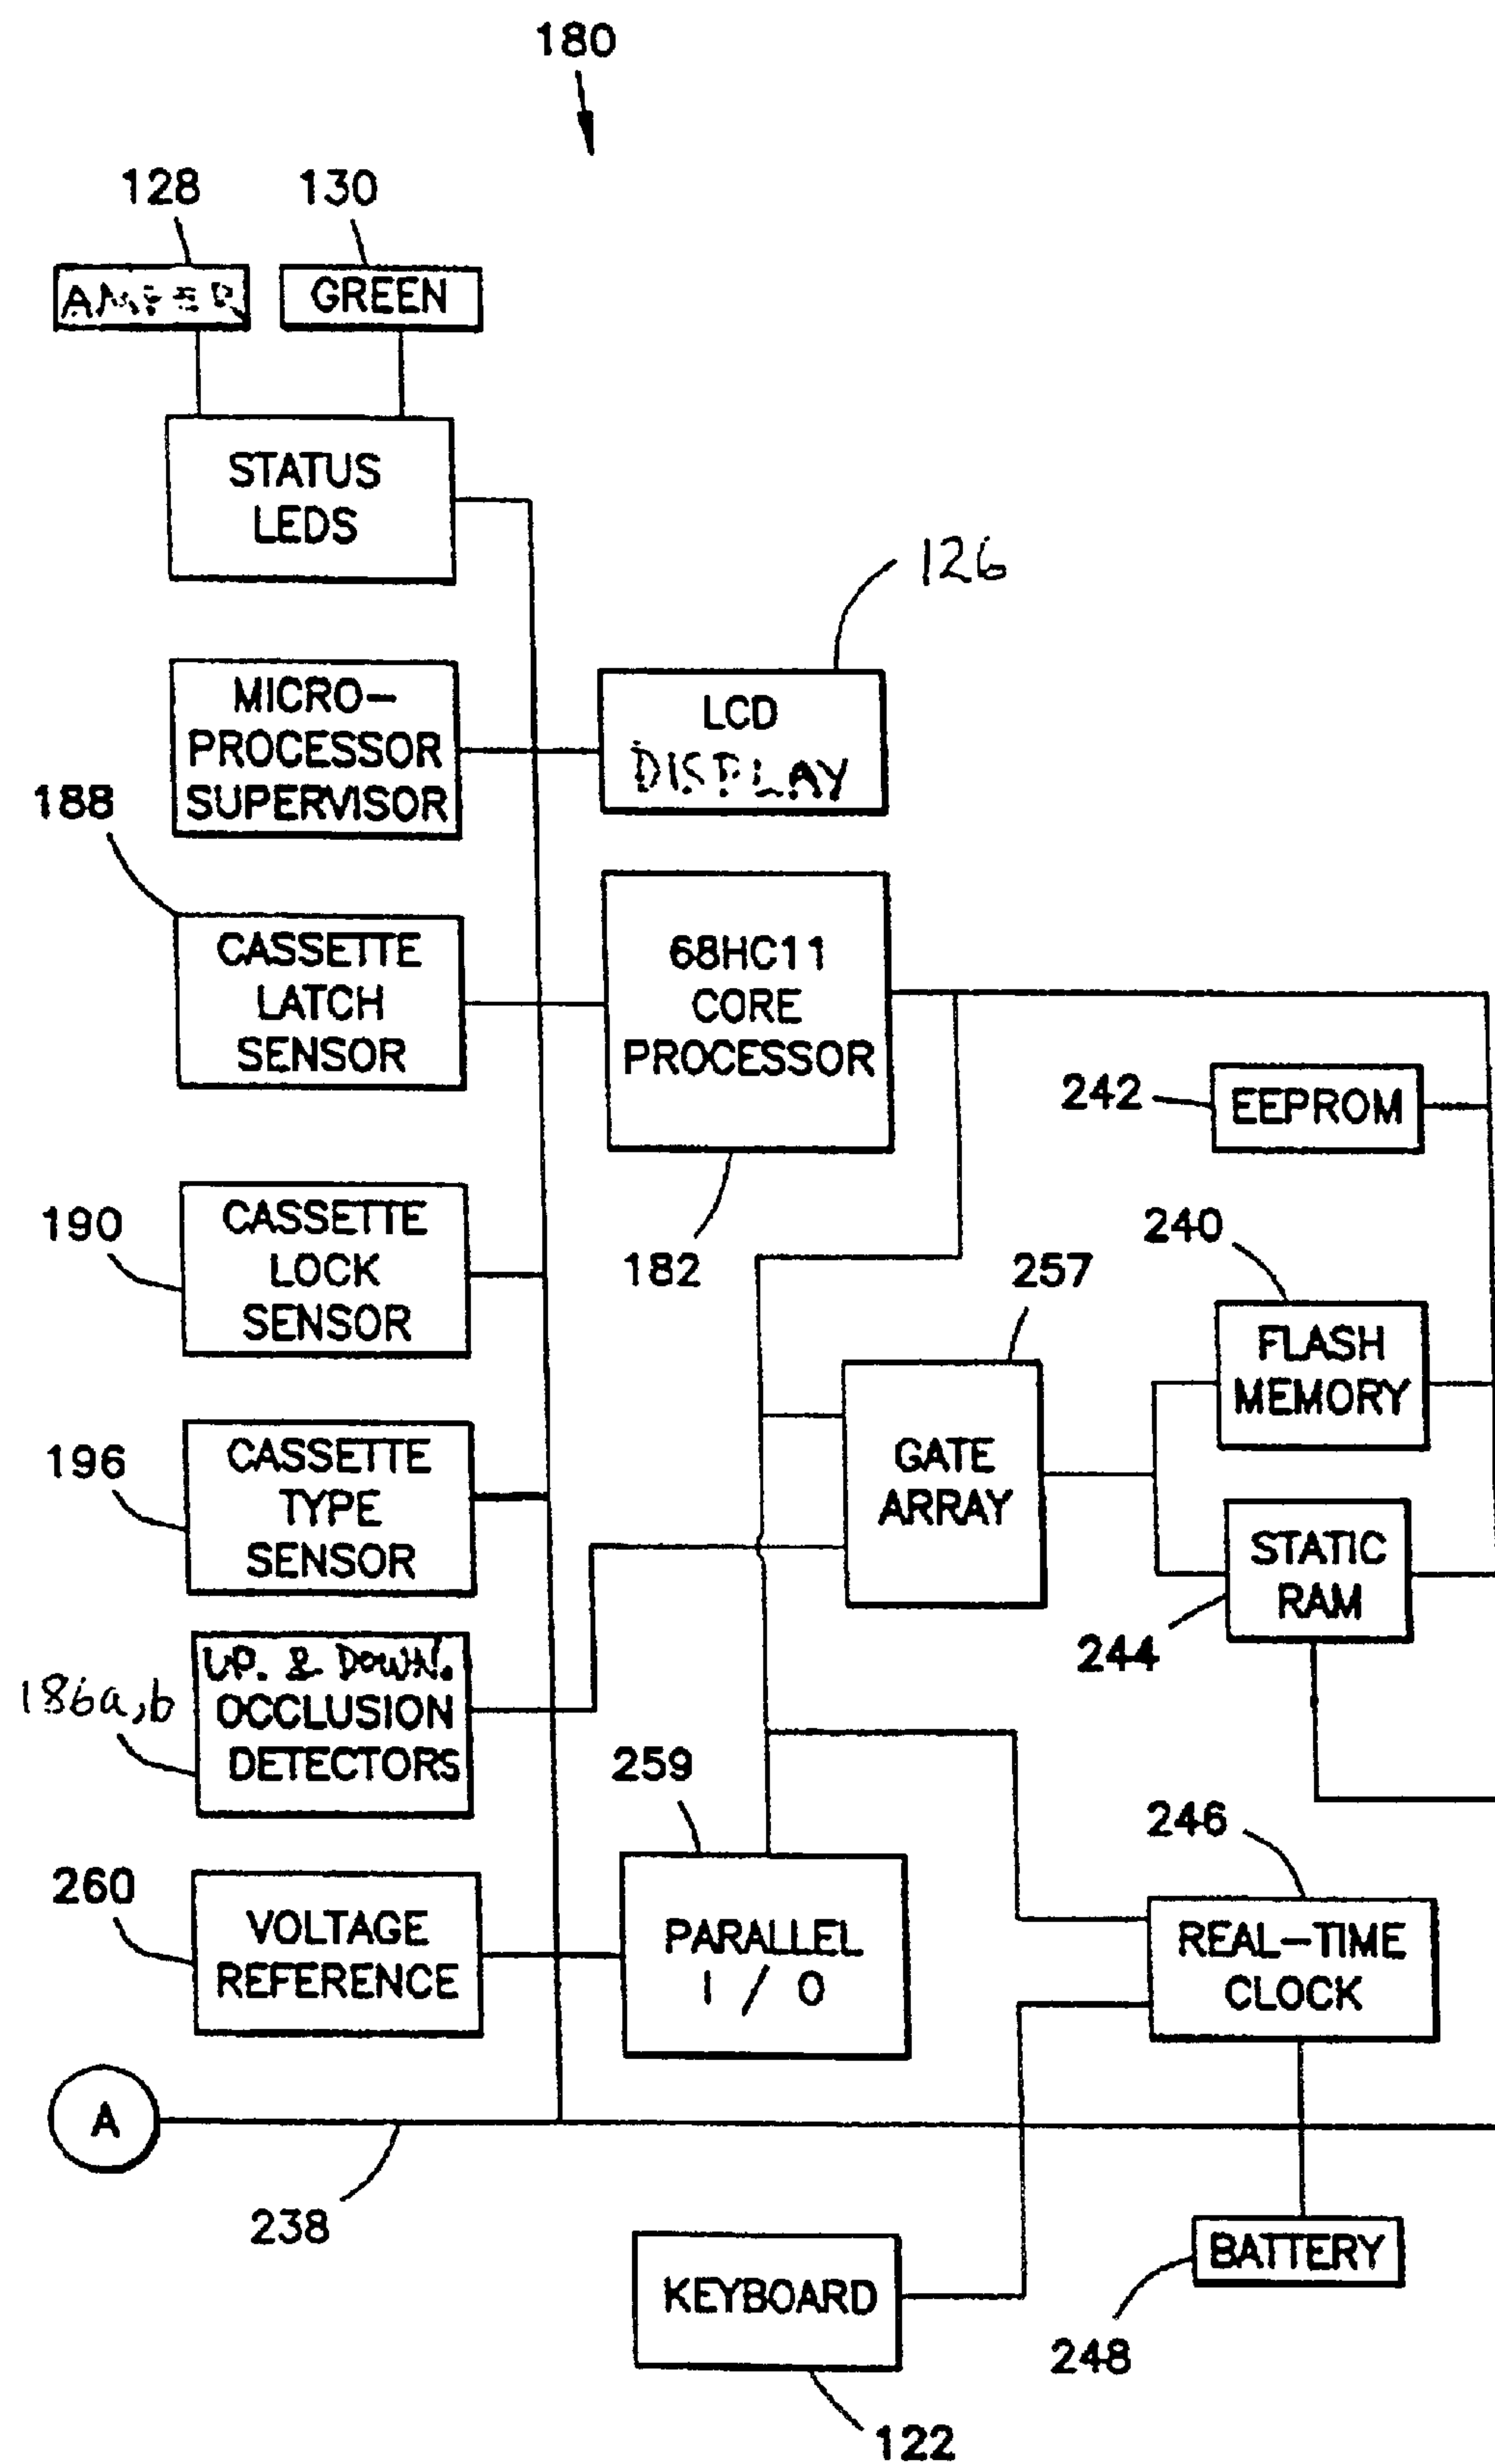 180
128
130
AMBER
GREEN
STATUS
LEDS
126
MICRO-
PROCESSOR
SUPERVISOR
LCD
DISPLAY
188
CASSETTE
LATCH
SENSOR
68HC11
CORE
PROCESSOR
242
EEPROM
190
CASSETTE
LOCK
SENSOR
182
257
240
FLASH
MEMORY
196
CASSETTE
TYPE
SENSOR
GATE
ARRAY
STATIC
RAM
244
186a,b
UP. & DOWN.
OCCLUSION
DETECTORS
259
246
260
VOLTAGE
REFERENCE
PARALLEL
I / O
REAL-TIME
CLOCK
A
238
KEYBOARD
BATTERY
248
122